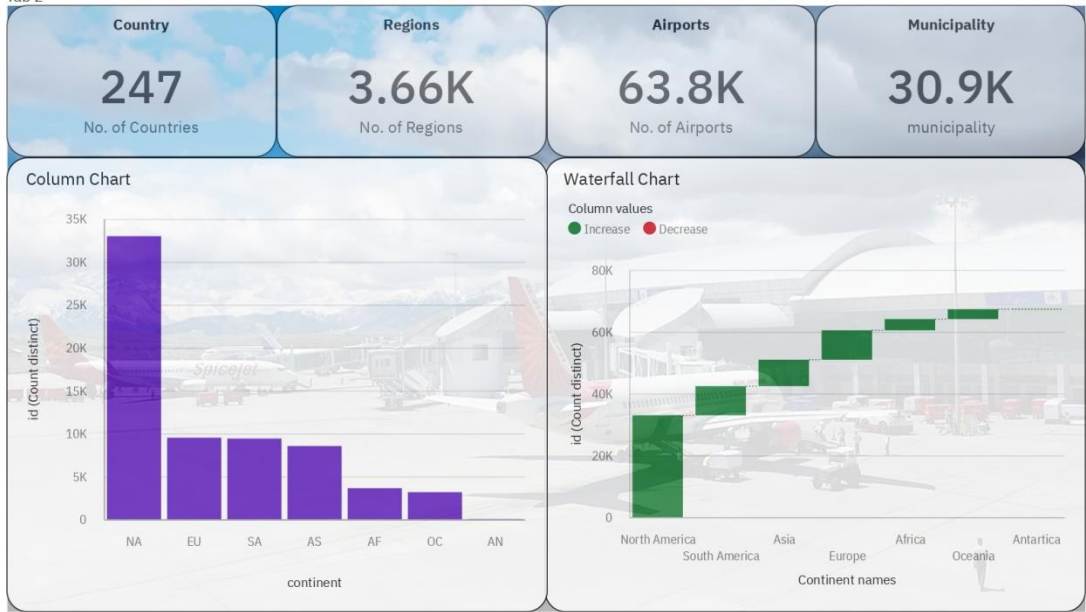 Country
Regions
Airports
Municipality
247
3.66K
63.8K
30.9K
No. of Countries
No. of Regions
No. of Airports
municipality
Column Chart
35K
30K
25K
20K
15K
10K
5K
0
id (Count distinct)
NA EU SA AS AF OC AN
continent
SpiceJet
Waterfall Chart
Column values
Increase Decrease
80K
60K
40K
20K
0
id (Count distinct)
North America Asia Africa Antartica
South America Europe Oceania
Continent names